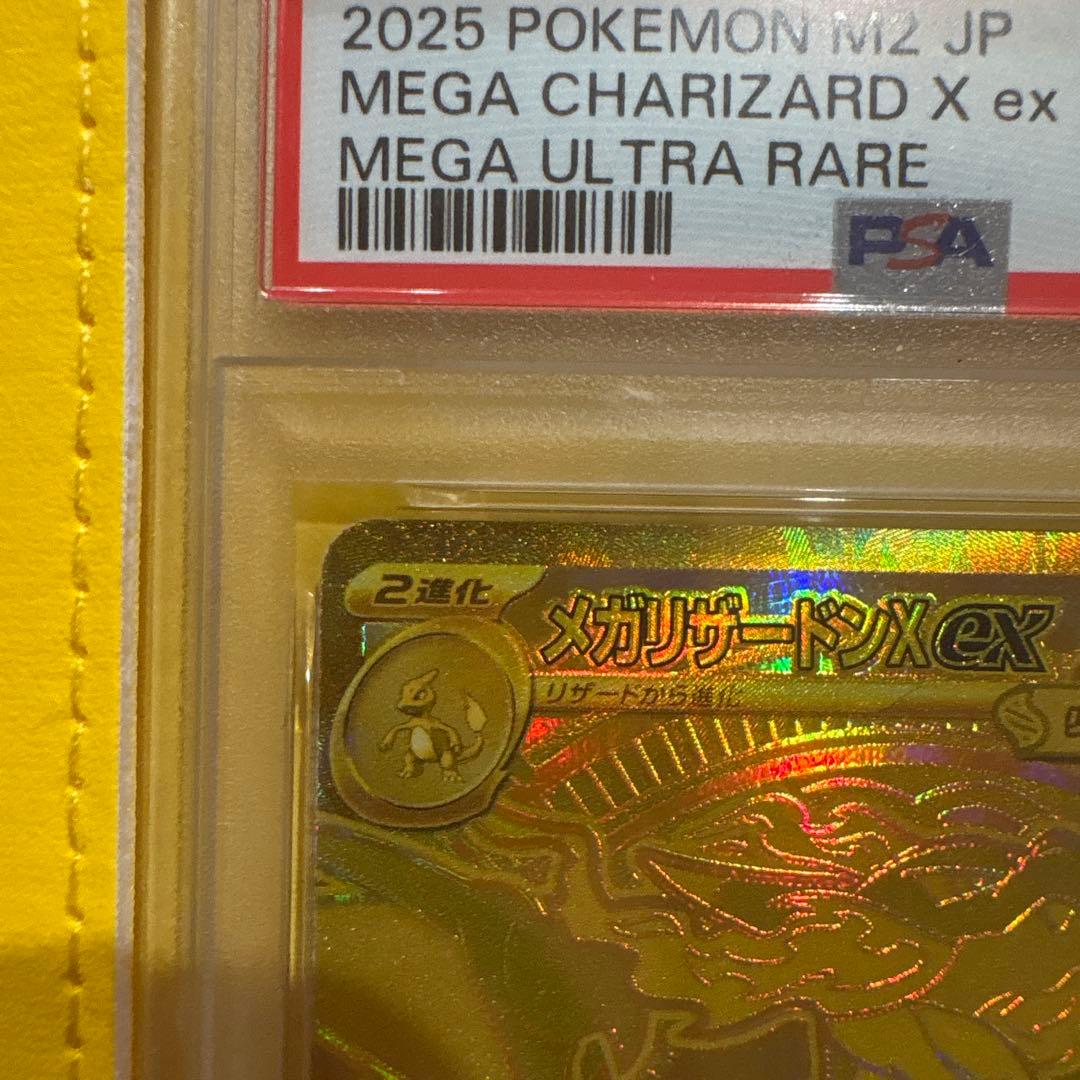 2025 POKEMON M2 JP
MEGA CHARIZARD X ex
MEGA ULTRA RARE
PSA
2進化
メガリザードンXex
リザードから進化